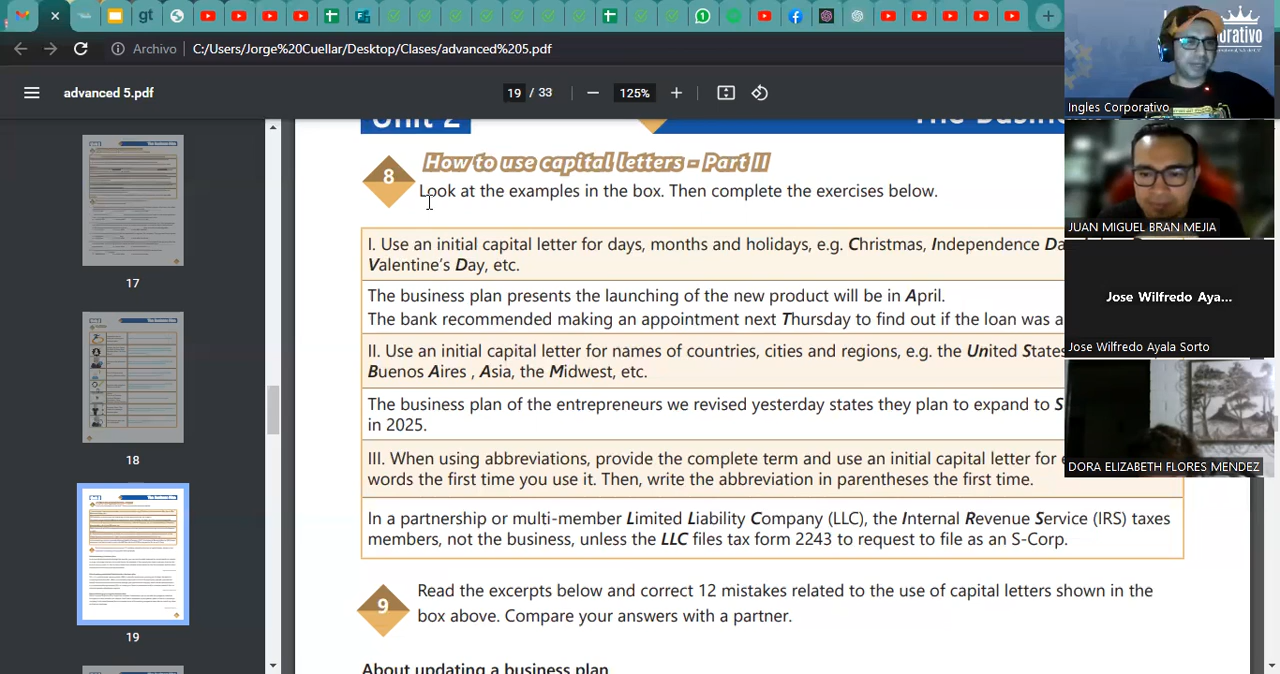 Archivo
C:/Users/Jorge%20Cuellar/Desktop/Clases/advanced%205.pdf
advanced 5.pdf
19 / 33
125%
17
18
19
Unit 2
The Busine
8
How to use capital letters – Part II
Look at the examples in the box. Then complete the exercises below.
I. Use an initial capital letter for days, months and holidays, e.g. Christmas, Independence Da
Valentine's Day, etc.
The business plan presents the launching of the new product will be in April.
The bank recommended making an appointment next Thursday to find out if the loan was a
II. Use an initial capital letter for names of countries, cities and regions, e.g. the United States
Buenos Aires , Asia, the Midwest, etc.
The business plan of the entrepreneurs we revised yesterday states they plan to expand to S
in 2025.
III. When using abbreviations, provide the complete term and use an initial capital letter for e
words the first time you use it. Then, write the abbreviation in parentheses the first time.
In a partnership or multi-member Limited Liability Company (LLC), the Internal Revenue Service (IRS) taxes
members, not the business, unless the LLC files tax form 2243 to request to file as an S-Corp.
9
Read the excerpts below and correct 12 mistakes related to the use of capital letters shown in the
box above. Compare your answers with a partner.
About updating a business plan
orativo
Ingles Corporativo
JUAN MIGUEL BRAN MEJIA
Jose Wilfredo Aya...
Jose Wilfredo Ayala Sorto
DORA ELIZABETH FLORES MENDEZ